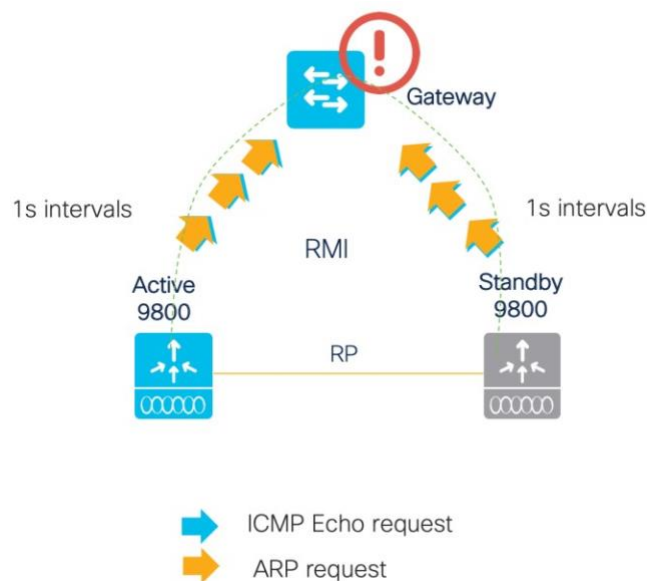 Gateway
1s intervals
1s intervals
RMI
Active
9800
Standby
9800
RP
ICMP Echo request
ARP request